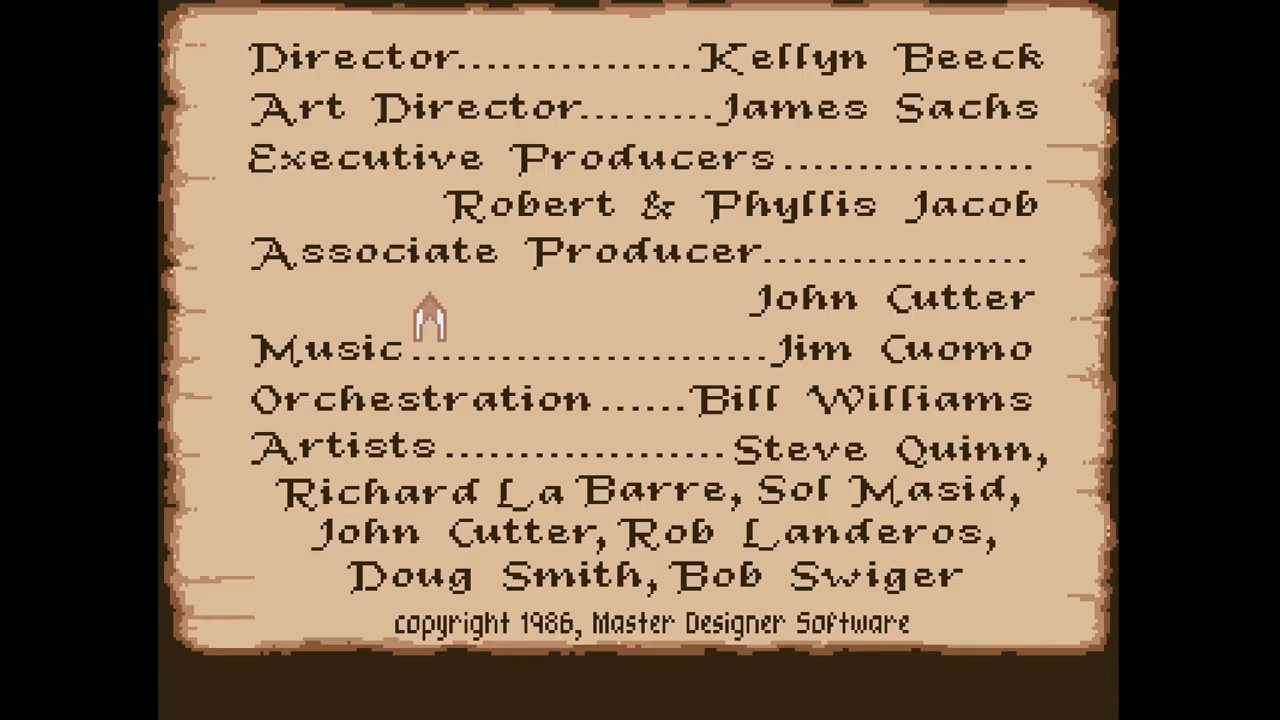 Director................Kellyn Beeck
Art Director.........James Sachs
Executive Producers.................
Robert & Phyllis Jacob
Associate Producer..................
John Cutter
Music........................Jim Cuomo
Orchestration......Bill Williams
Artists...................Steve Quinn,
Richard La Barre, Sol Masid,
John Cutter, Rob Landeros,
Doug Smith, Bob Swiger
copyright 1986, Master Designer Software